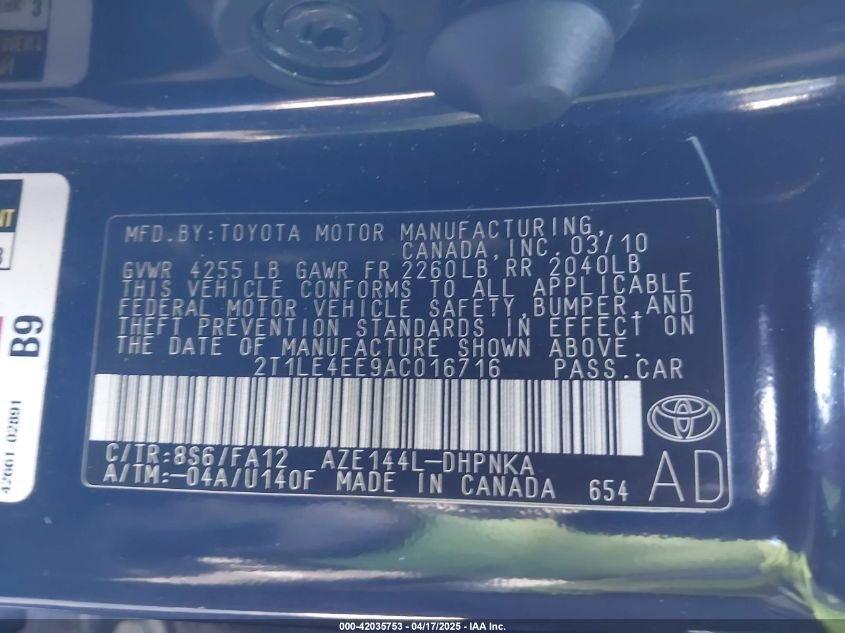 MFD.BY:TOYOTA MOTOR MANUFACTURING,
CANADA,INC. 03/10
GVWR 4255 LB GAWR FR 2260LB RR 2040LB
THIS VEHICLE CONFORMS TO ALL APPLICABLE
FEDERAL MOTOR VEHICLE SAFETY,BUMPER,AND
THEFT PREVENTION STANDARDS IN EFFECT ON
THE DATE OF MANUFACTURE SHOWN ABOVE.
2T1LE4EE9AC016716 PASS.CAR
C/TR:8S6/FA12 AZE144L-DHPNKA
A/TM:-04A/U140F MADE IN CANADA 654
AD
B9
42661-02891
000-42035753 - 04/17/2025 - IAA Inc.